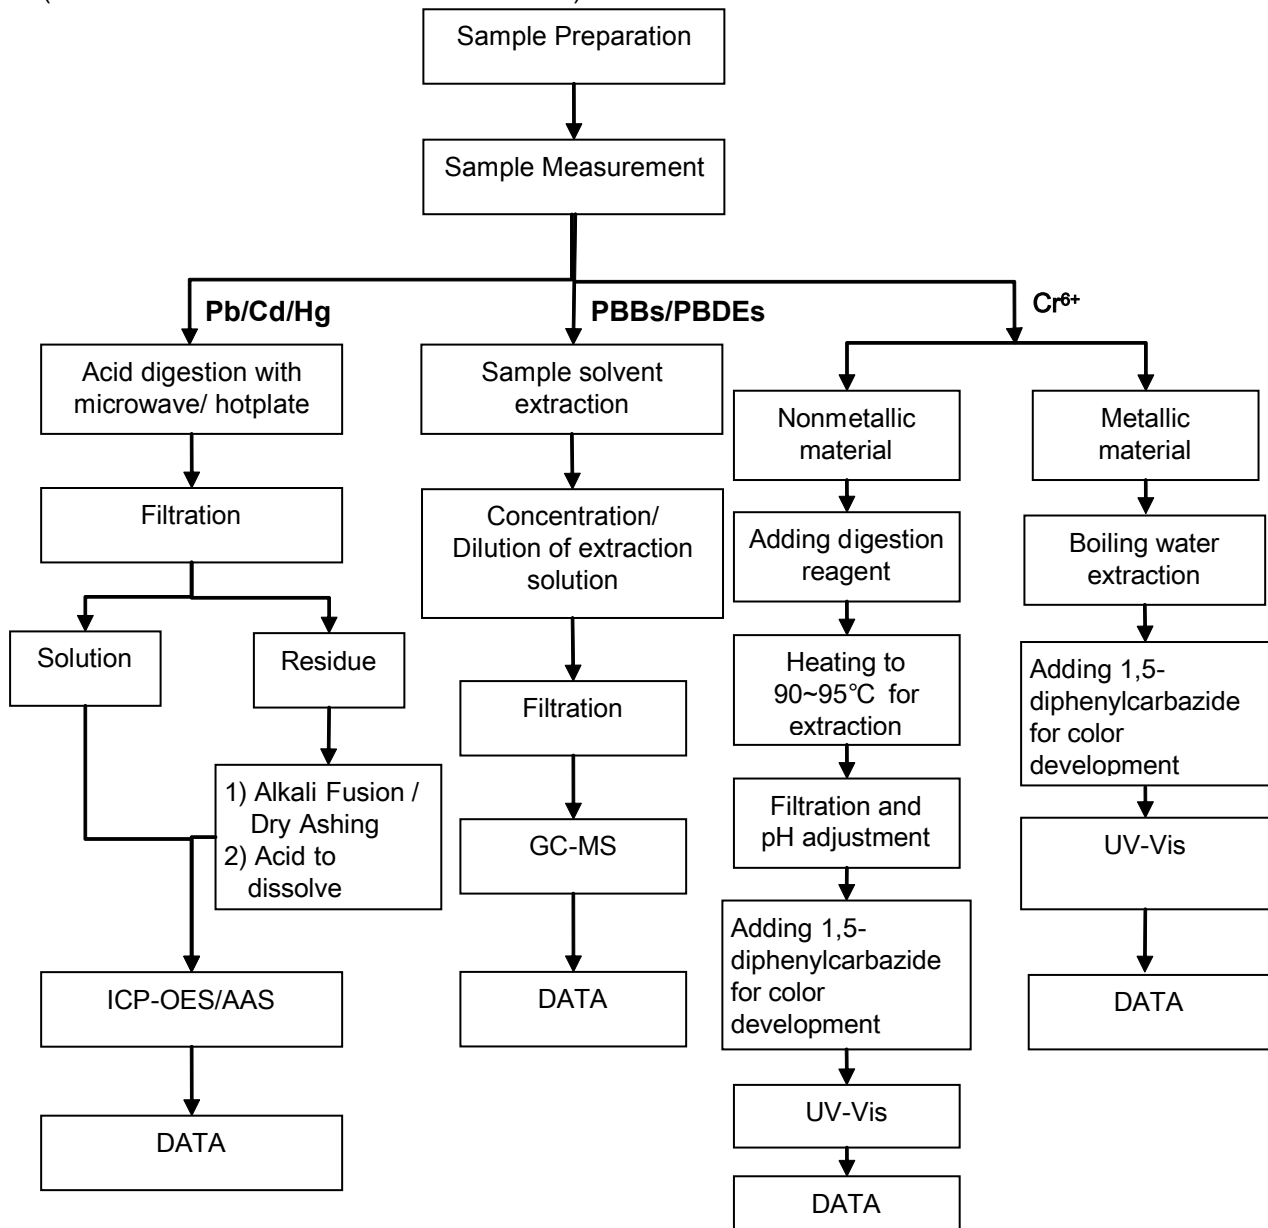 Sample Preparation
Sample Measurement
Pb/Cd/Hg
Acid digestion with
microwave/ hotplate
Filtration
Solution
Residue
1) Alkali Fusion /
Dry Ashing
2) Acid to
dissolve
ICP-OES/AAS
DATA
PBBs/PBDEs
Sample solvent
extraction
Concentration/
Dilution of extraction
solution
Filtration
GC-MS
DATA
Cr⁶⁺
Nonmetallic
material
Adding digestion
reagent
Heating to
90~95℃ for
extraction
Filtration and
pH adjustment
Adding 1,5-
diphenylcarbazide
for color
development
UV-Vis
DATA
Metallic
material
Boiling water
extraction
Adding 1,5-
diphenylcarbazide
for color
development
UV-Vis
DATA